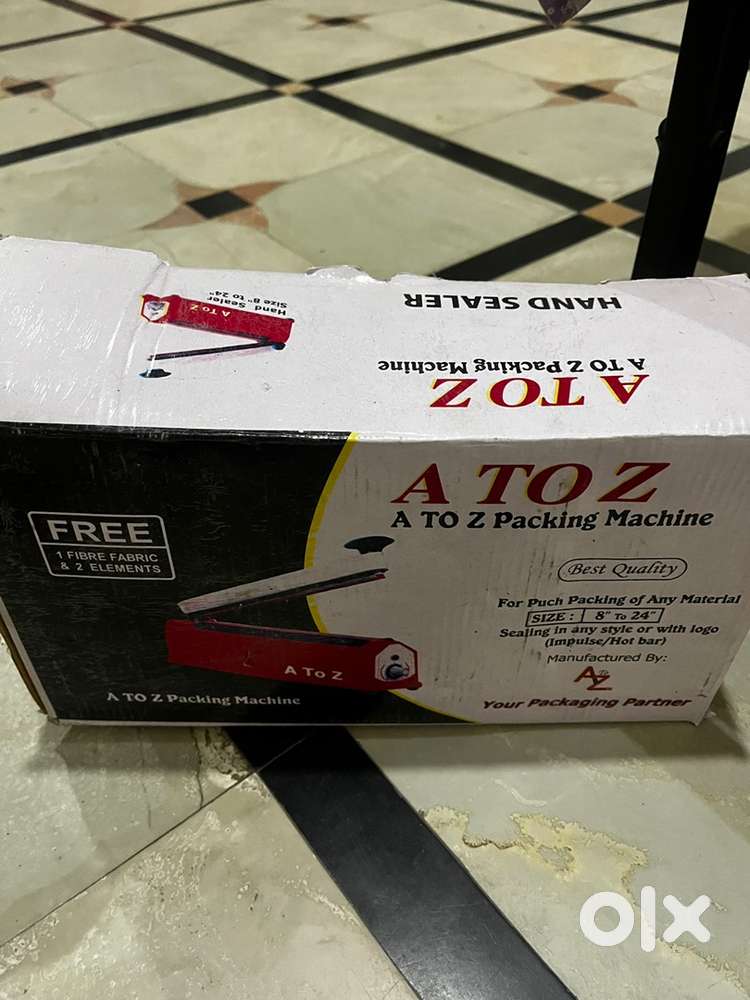 HAND SEALER
A TO Z
A TO Z Packing Machine
Hand Sealer
Size 8" to 24"
A TO Z
A TO Z
A TO Z Packing Machine
FREE
1 FIBRE FABRIC
& 2 ELEMENTS
Best Quality
For Puch Packing of Any Material
SIZE : 8" To 24"
Sealing in any style or with logo
(Impulse/Hot bar)
Manufactured By:
A to Z
Your Packaging Partner
A To Z
A TO Z Packing Machine
olx